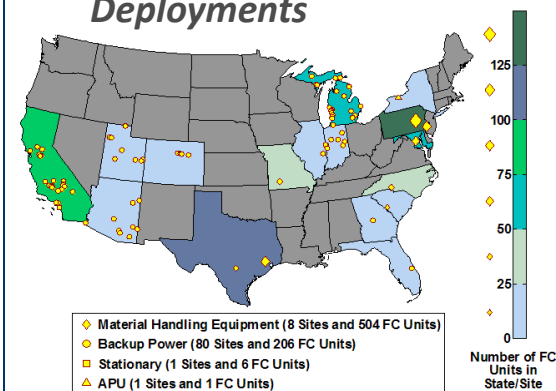 Deployments
125
100
75
50
25
0
Number of FC
Units in
State/Site
Material Handling Equipment (8 Sites and 504 FC Units)
Backup Power (80 Sites and 206 FC Units)
Stationary (1 Sites and 6 FC Units)
APU (1 Sites and 1 FC Units)